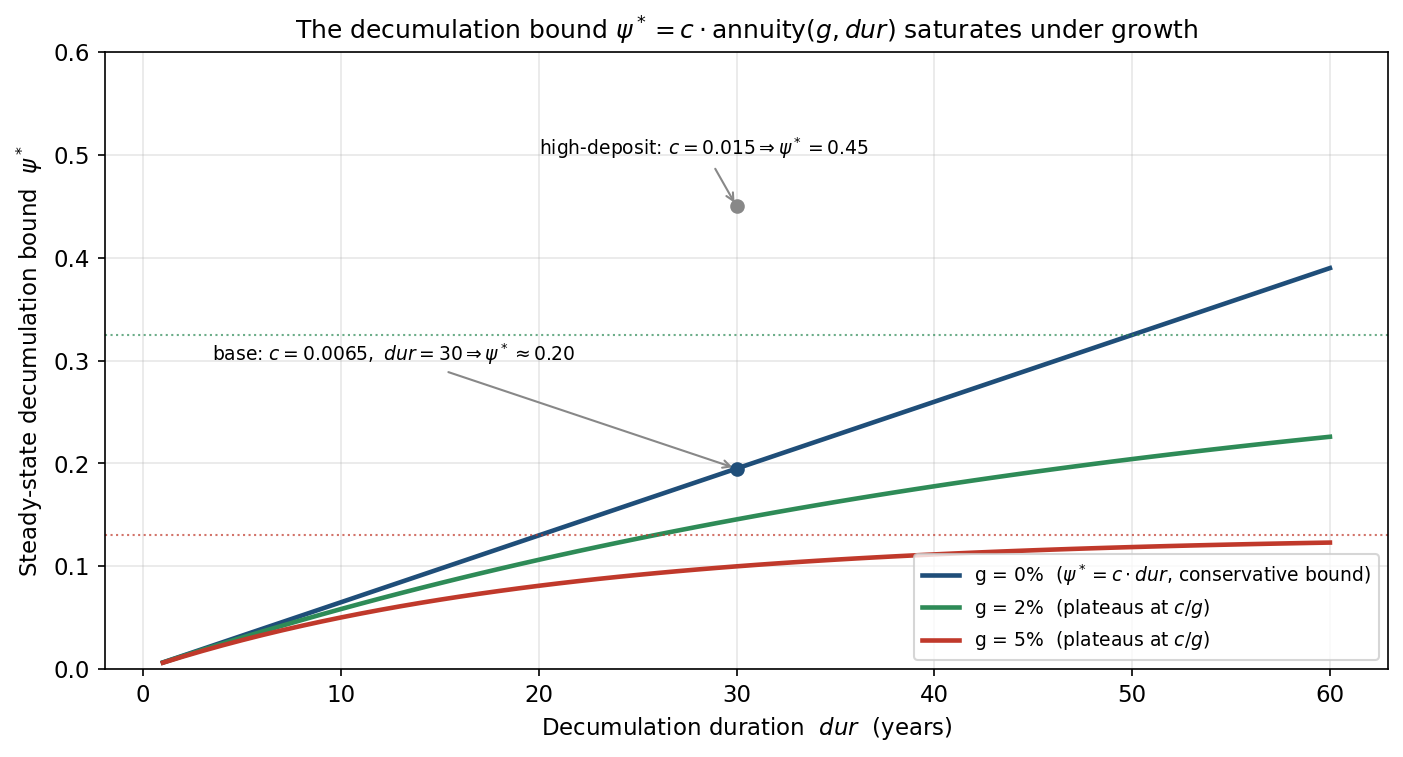 The decumulation bound ψ* = c · annuity(g, dur) saturates under growth
Steady-state decumulation bound ψ*
0.6
0.5
0.4
0.3
0.2
0.1
0.0
high-deposit: c = 0.015 ⇒ ψ* = 0.45
base: c = 0.0065, dur = 30 ⇒ ψ* ≈ 0.20
g = 0% (ψ* = c · dur, conservative bound)
g = 2% (plateaus at c/g)
g = 5% (plateaus at c/g)
0 10 20 30 40 50 60
Decumulation duration dur (years)